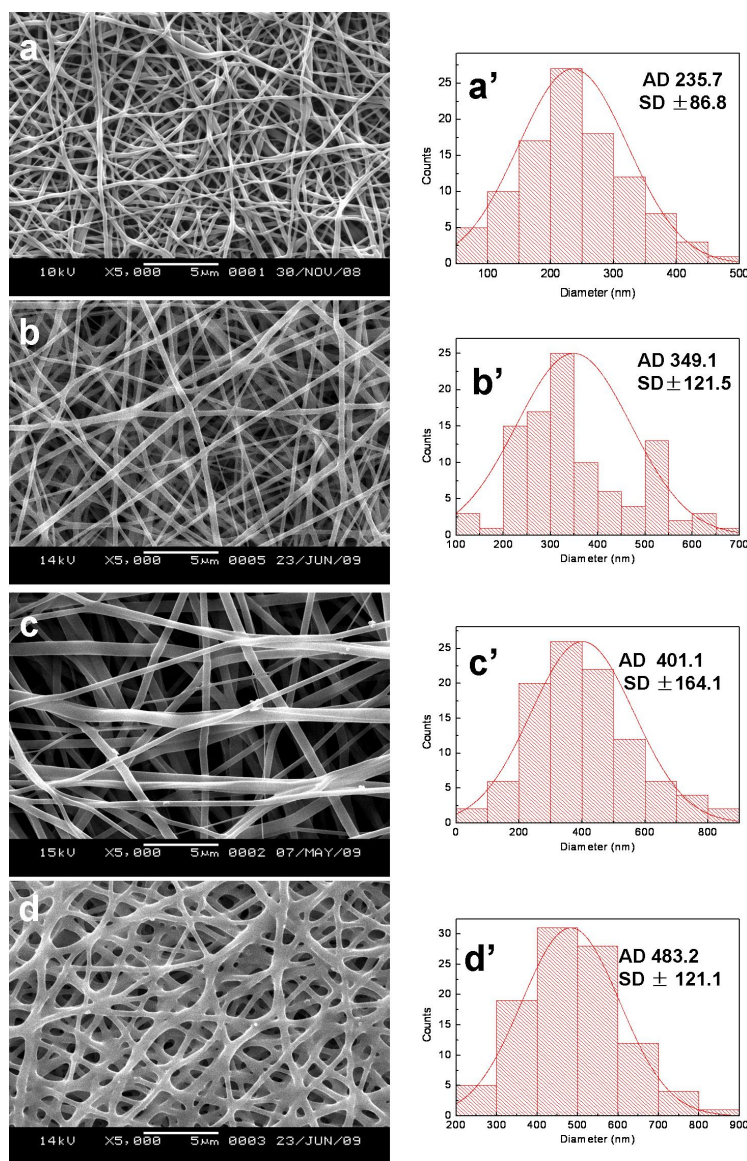 a
10kV X5,000 5μm 0001 30/NOV/08
a’
AD 235.7
SD ±86.8
Counts
25
20
15
10
5
0
100 200 300 400 500
Diameter (nm)
b
14kV X5,000 5μm 0005 23/JUN/09
b’
AD 349.1
SD ±121.5
Counts
25
20
15
10
5
0
100 200 300 400 500 600 700
Diameter (nm)
c
15kV X5,000 5μm 0002 07/MAY/09
c’
AD 401.1
SD ±164.1
Counts
25
20
15
10
5
0
0 200 400 600 800
Diameter (nm)
d
14kV X5,000 5μm 0003 23/JUN/09
d’
AD 483.2
SD ± 121.1
Counts
30
25
20
15
10
5
0
200 300 400 500 600 700 800 900
Diameter (nm)